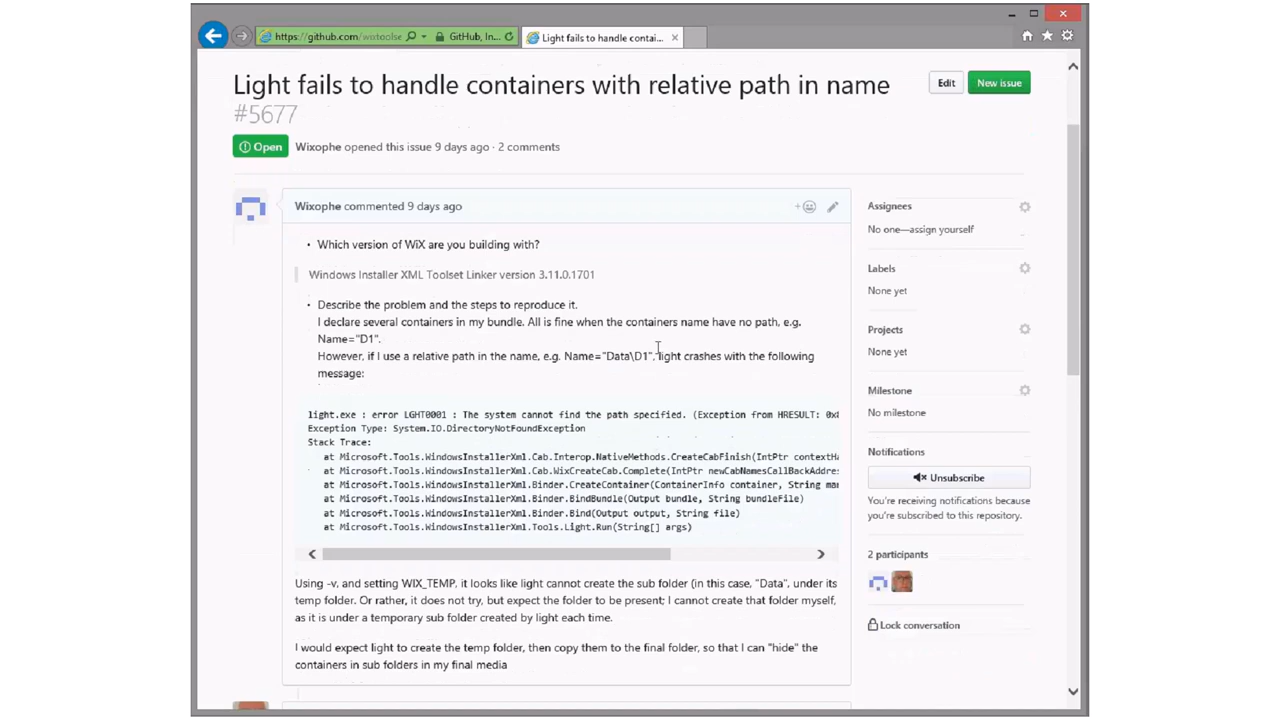 https://github.com/wixtoolse
GitHub, In...
Light fails to handle contai...
Light fails to handle containers with relative path in name
#5677
Edit
New issue
Open
Wixophe opened this issue 9 days ago · 2 comments
Wixophe commented 9 days ago
• Which version of WiX are you building with?
Windows Installer XML Toolset Linker version 3.11.0.1701
• Describe the problem and the steps to reproduce it.
I declare several containers in my bundle. All is fine when the containers name have no path, e.g.
Name="D1".
However, if I use a relative path in the name, e.g. Name="Data\D1", light crashes with the following
message:
light.exe : error LGHT0001 : The system cannot find the path specified. (Exception from HRESULT: 0x8
Exception Type: System.IO.DirectoryNotFoundException
Stack Trace:
at Microsoft.Tools.WindowsInstallerXml.Cab.Interop.NativeMethods.CreateCabFinish(IntPtr contextHa
at Microsoft.Tools.WindowsInstallerXml.Cab.WixCreateCab.Complete(IntPtr newCabNamesCallBackAddre
at Microsoft.Tools.WindowsInstallerXml.Binder.CreateContainer(ContainerInfo container, String man
at Microsoft.Tools.WindowsInstallerXml.Binder.BindBundle(Output bundle, String bundleFile)
at Microsoft.Tools.WindowsInstallerXml.Binder.Bind(Output output, String file)
at Microsoft.Tools.WindowsInstallerXml.Tools.Light.Run(String[] args)
Using -v, and setting WIX_TEMP, it looks like light cannot create the sub folder (in this case, "Data", under its
temp folder. Or rather, it does not try, but expect the folder to be present; I cannot create that folder myself,
as it is under a temporary sub folder created by light each time.
I would expect light to create the temp folder, then copy them to the final folder, so that I can "hide" the
containers in sub folders in my final media
Assignees
No one—assign yourself
Labels
None yet
Projects
None yet
Milestone
No milestone
Notifications
Unsubscribe
You're receiving notifications because
you're subscribed to this repository.
2 participants
Lock conversation